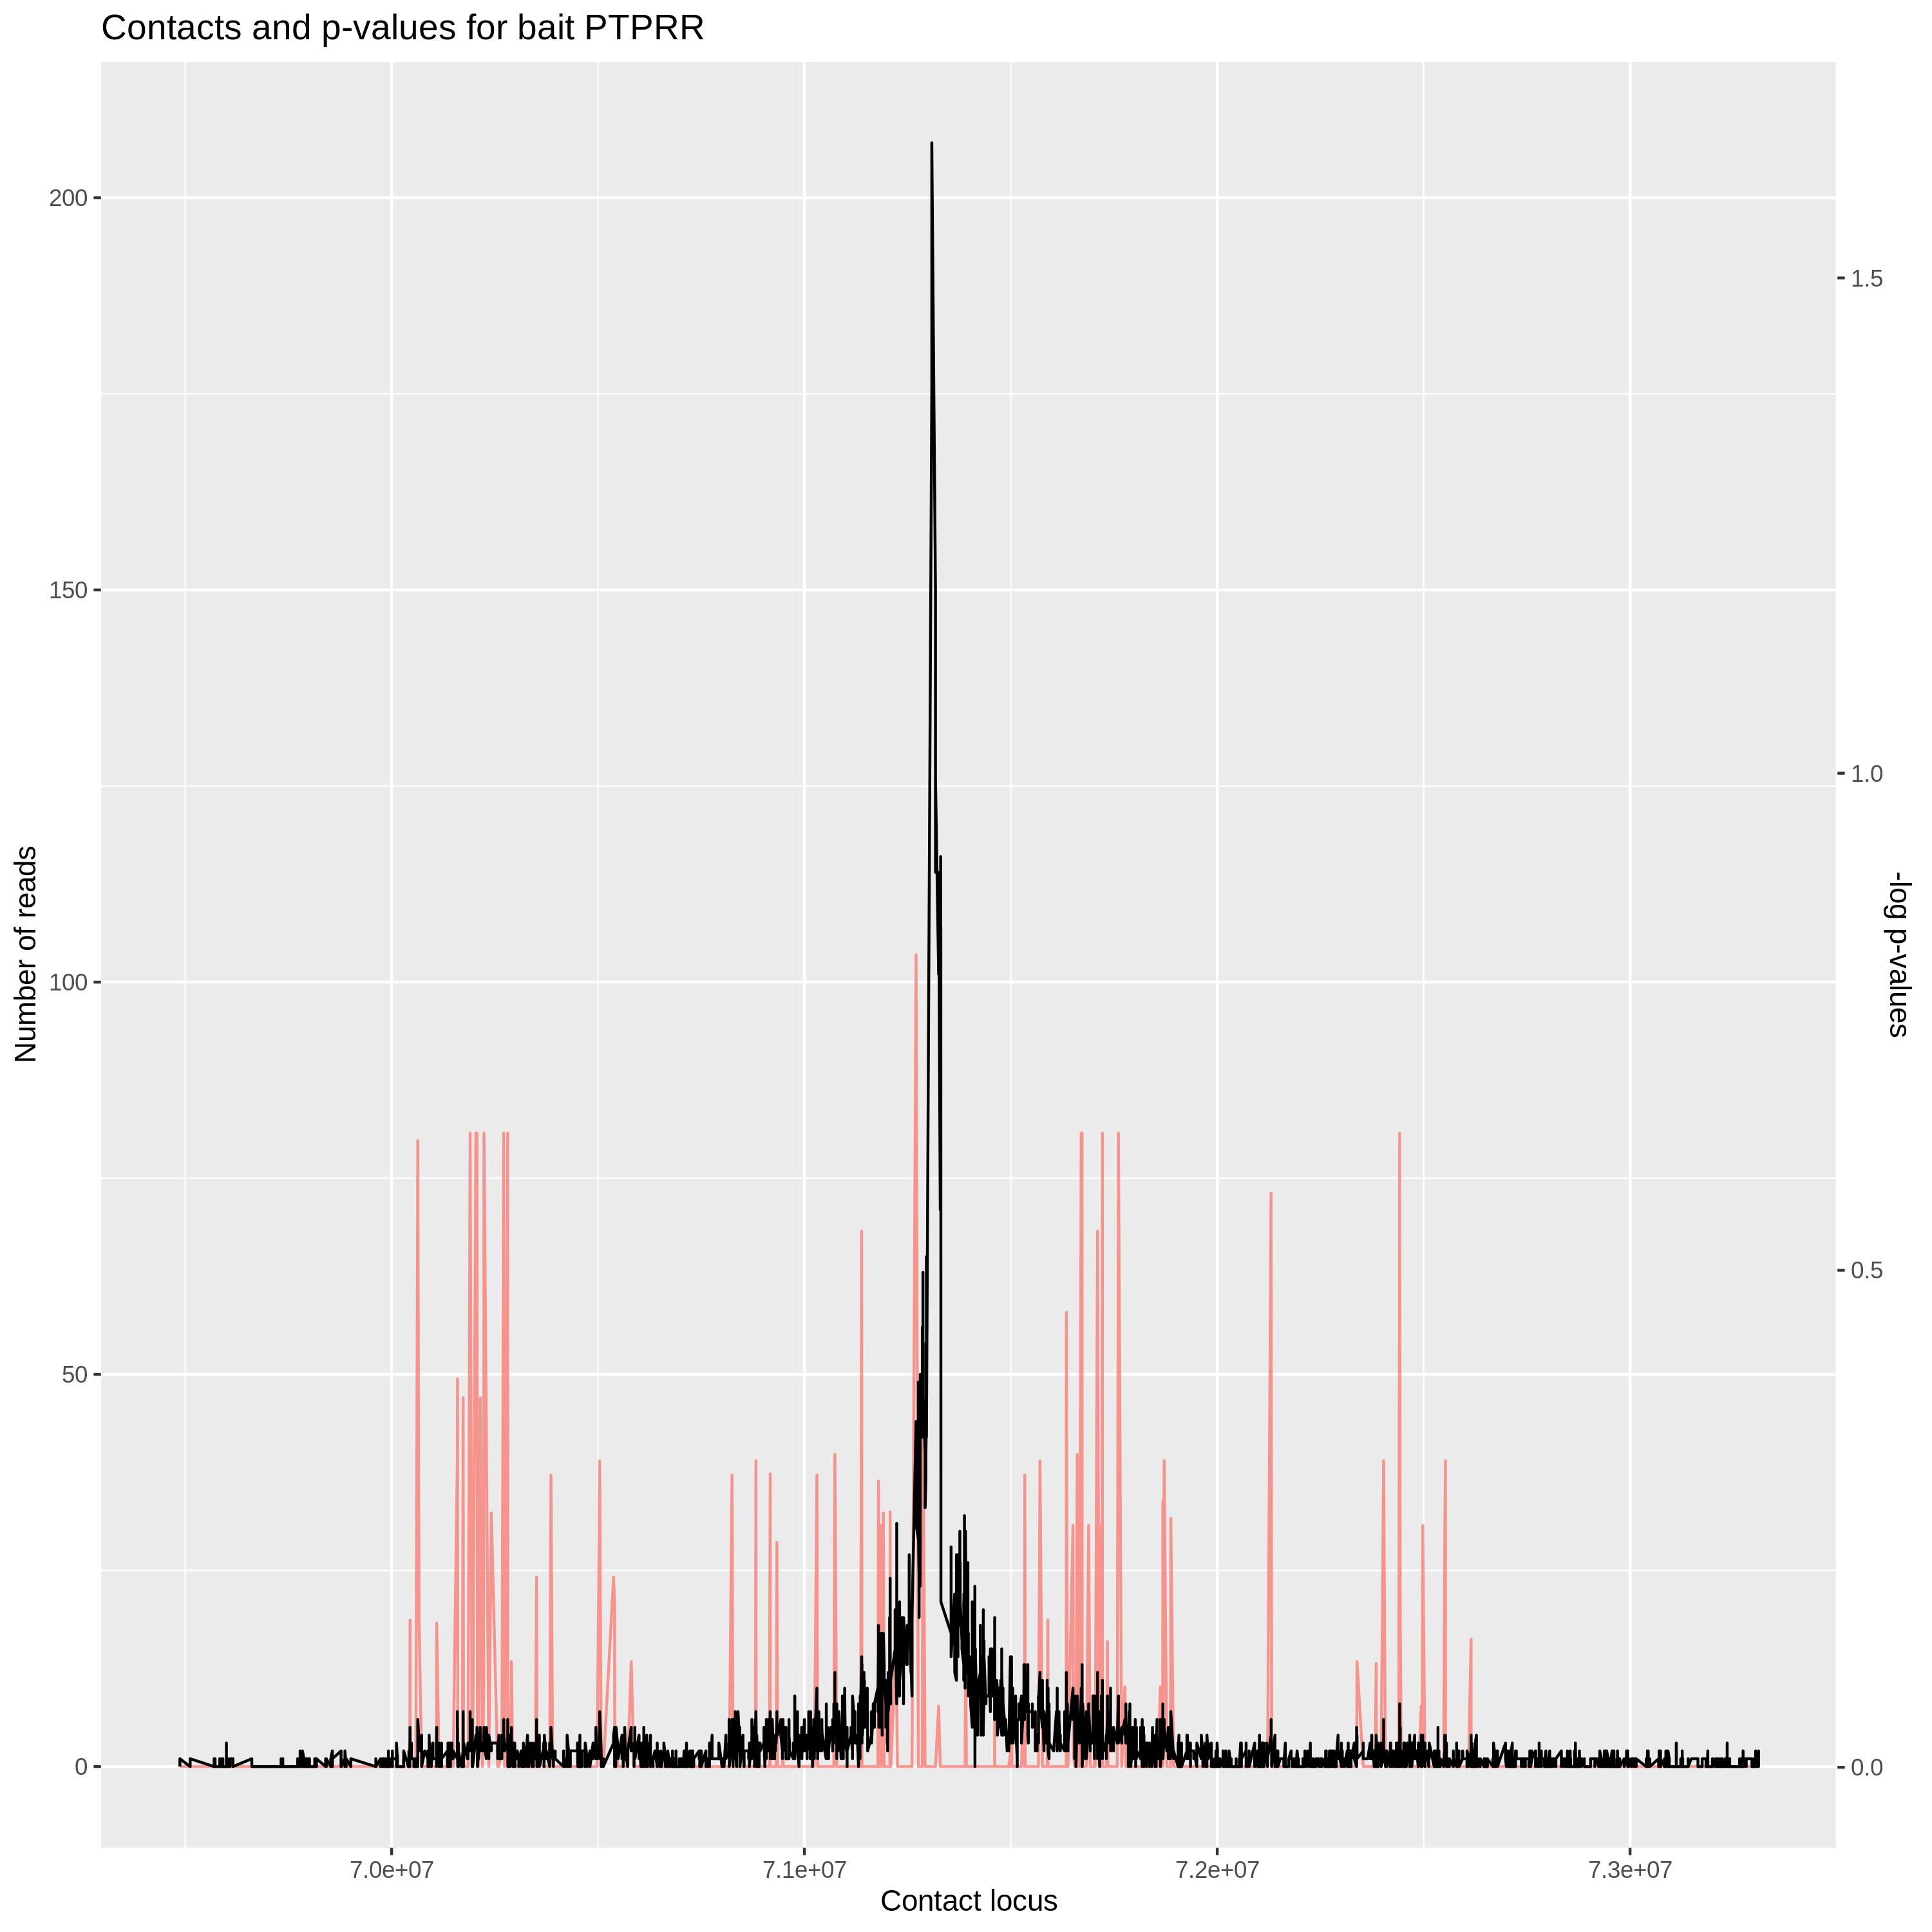 Contacts and p-values for bait PTPRR
200
150
100
50
0
Number of reads
1.5
1.0
0.5
0.0
-log p-values
7.0e+07
7.1e+07
7.2e+07
7.3e+07
Contact locus